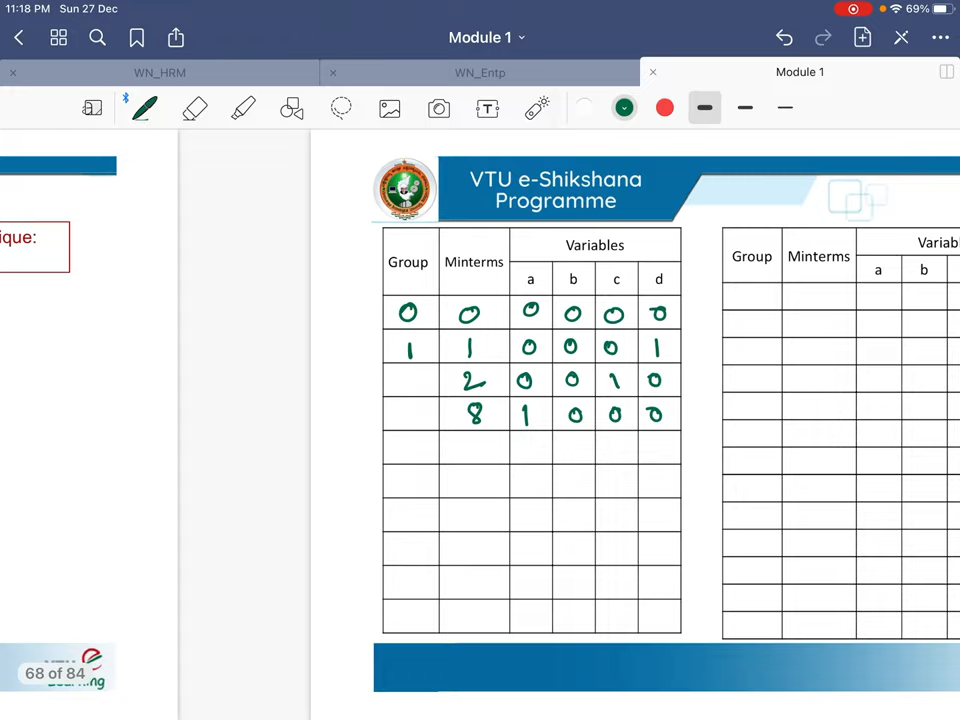 11:18 PM Sun 27 Dec
69%
Module 1
WN_HRM
WN_Entp
Module 1
T
ique:
VTU e-Shikshana
Programme
Group Minterms Variables
a b c d
0 0 0 0 0 0
1 1 0 0 0 1
2 0 0 1 0
8 1 0 0 0
Group Minterms Variabl
a b
68 of 84